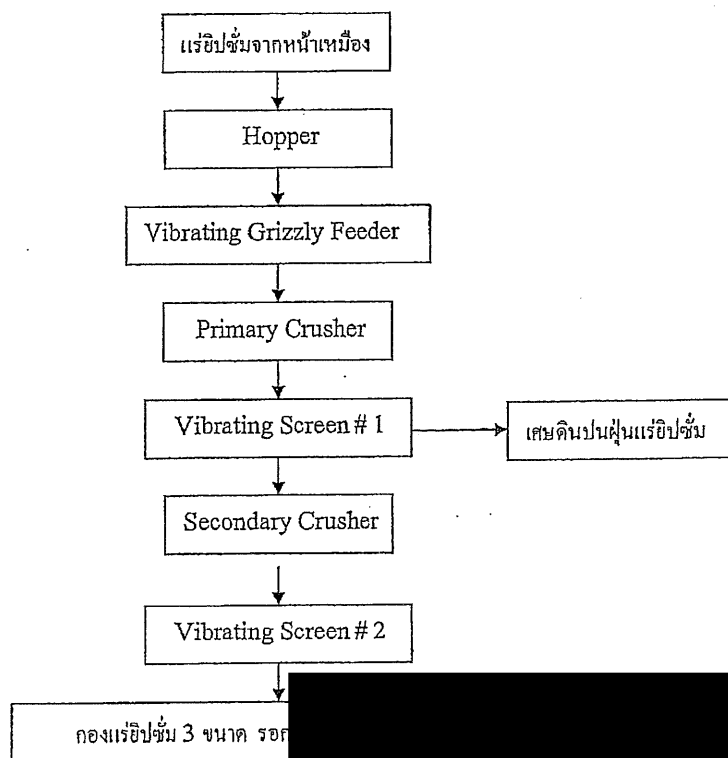 แร่ยิปซั่มจากหน้าเหมือง
Hopper
Vibrating Grizzly Feeder
Primary Crusher
Vibrating Screen # 1
เศษดินปนฝุ่นแร่ยิปซั่ม
Secondary Crusher
Vibrating Screen # 2
กองแร่ยิปซั่ม 3 ขนาด